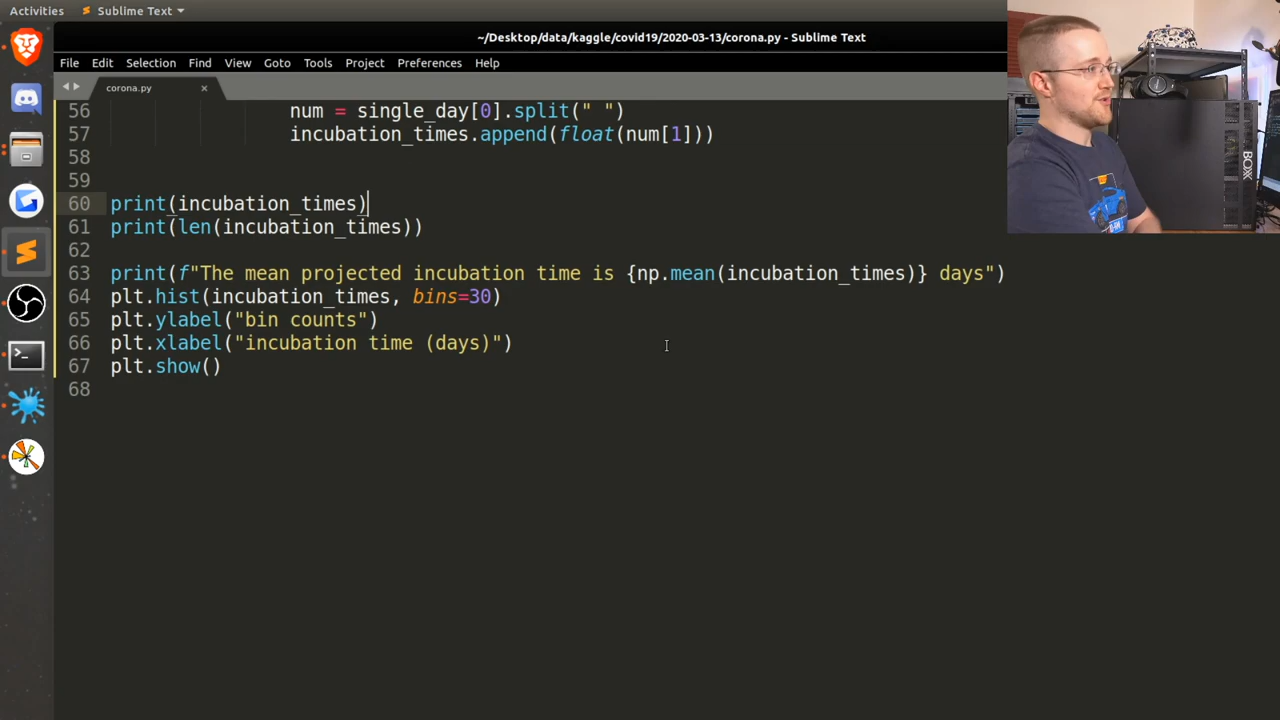 Activities
Sublime Text
~/Desktop/data/kaggle/covid19/2020-03-13/corona.py - Sublime Text
File Edit Selection Find View Goto Tools Project Preferences Help
corona.py
56 num = single_day[0].split(" ")
57 incubation_times.append(float(num[1]))
58
59
60 print(incubation_times)
61 print(len(incubation_times))
62
63 print(f"The mean projected incubation time is {np.mean(incubation_times)} days")
64 plt.hist(incubation_times, bins=30)
65 plt.ylabel("bin counts")
66 plt.xlabel("incubation time (days)")
67 plt.show()
68
BOXX